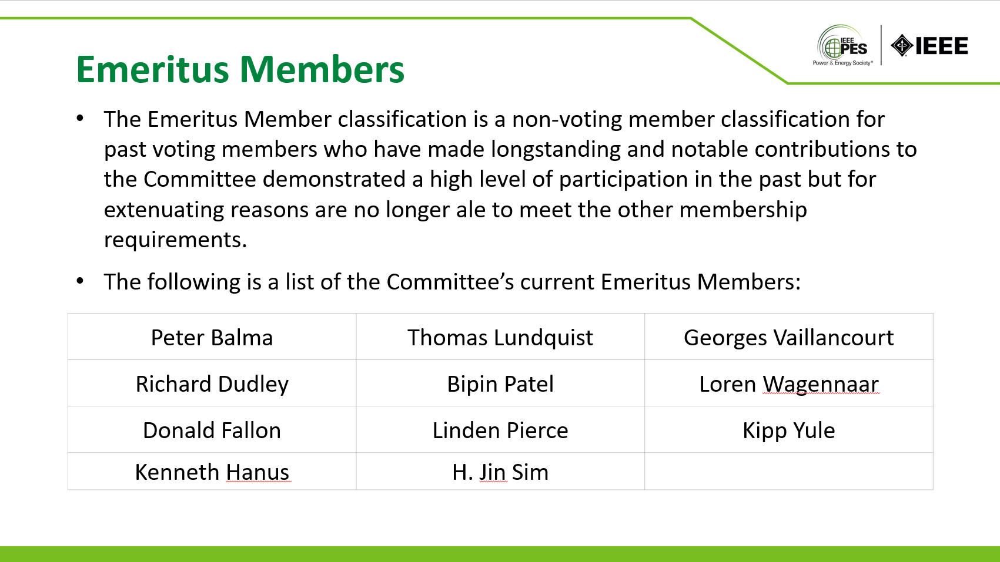 IEEE
PES
Power & Energy Society®
IEEE
Emeritus Members
• The Emeritus Member classification is a non-voting member classification for
past voting members who have made longstanding and notable contributions to
the Committee demonstrated a high level of participation in the past but for
extenuating reasons are no longer ale to meet the other membership
requirements.
• The following is a list of the Committee’s current Emeritus Members:
Peter Balma Thomas Lundquist Georges Vaillancourt
Richard Dudley Bipin Patel Loren Wagennaar
Donald Fallon Linden Pierce Kipp Yule
Kenneth Hanus H. Jin Sim